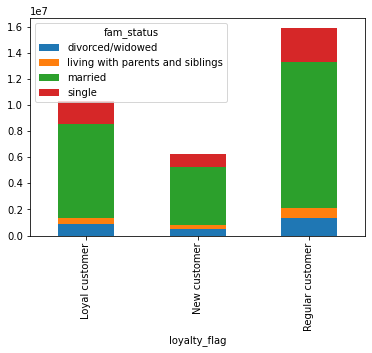 1e7
fam_status
divorced/widowed
living with parents and siblings
married
single
1.6
1.4
1.2
1.0
0.8
0.6
0.4
0.2
0.0
Loyal customer
New customer
Regular customer
loyalty_flag